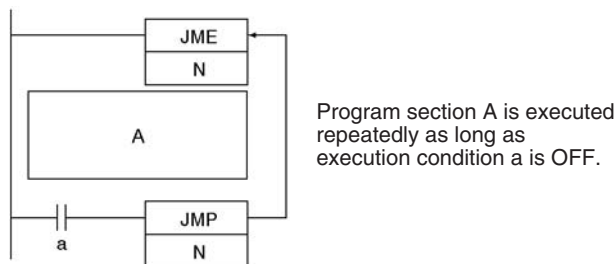 JME
N
A
Program section A is executed
repeatedly as long as
execution condition a is OFF.
JMP
a
N